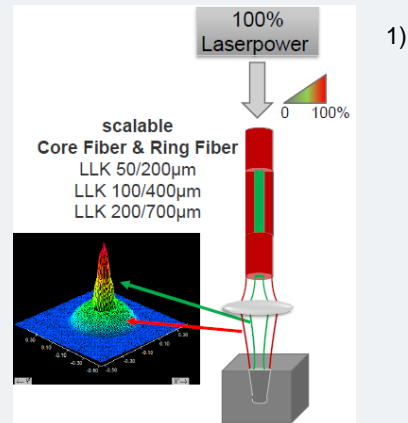 100%
Laserpower
1)
0 100%
scalable
Core Fiber & Ring Fiber
LLK 50/200µm
LLK 100/400µm
LLK 200/700µm